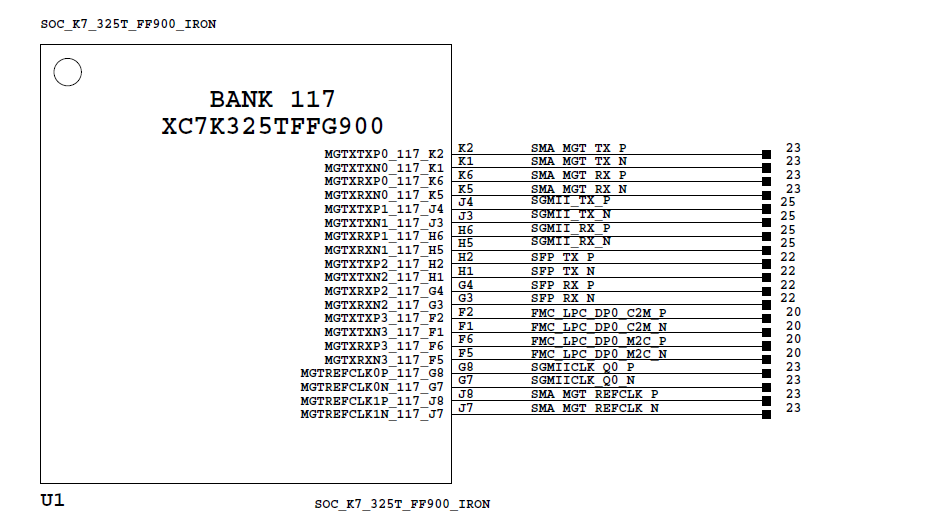 SOC_K7_325T_FF900_IRON
BANK 117
XC7K325TFFG900
MGTXTXP0_117_K2 K2 SMA_MGT_TX_P 23
MGTXTXN0_117_K1 K1 SMA_MGT_TX_N 23
MGTXRXP0_117_K6 K6 SMA_MGT_RX_P 23
MGTXRXN0_117_K5 K5 SMA_MGT_RX_N 23
MGTXTXP1_117_J4 J4 SGMII_TX_P 25
MGTXTXN1_117_J3 J3 SGMII_TX_N 25
MGTXRXP1_117_H6 H6 SGMII_RX_P 25
MGTXRXN1_117_H5 H5 SGMII_RX_N 25
MGTXTXP2_117_H2 H2 SFP_TX_P 22
MGTXTXN2_117_H1 H1 SFP_TX_N 22
MGTXRXP2_117_G4 G4 SFP_RX_P 22
MGTXRXN2_117_G3 G3 SFP_RX_N 22
MGTXTXP3_117_F2 F2 FMC_LPC_DP0_C2M_P 20
MGTXTXN3_117_F1 F1 FMC_LPC_DP0_C2M_N 20
MGTXRXP3_117_F6 F6 FMC_LPC_DP0_M2C_P 20
MGTXRXN3_117_F5 F5 FMC_LPC_DP0_M2C_N 20
MGTREFCLK0P_117_G8 G8 SGMIICLK_Q0_P 23
MGTREFCLK0N_117_G7 G7 SGMIICLK_Q0_N 23
MGTREFCLK1P_117_J8 J8 SMA_MGT_REFCLK_P 23
MGTREFCLK1N_117_J7 J7 SMA_MGT_REFCLK_N 23
U1
SOC_K7_325T_FF900_IRON